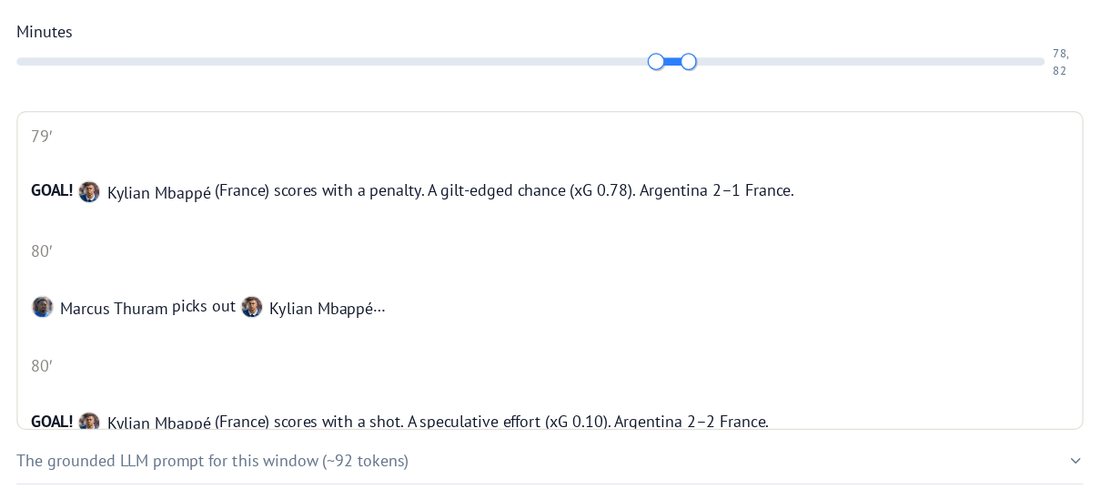 Minutes
78,
82
79′
GOAL! Kylian Mbappé (France) scores with a penalty. A gilt-edged chance (xG 0.78). Argentina 2–1 France.
80′
Marcus Thuram picks out Kylian Mbappé…
80′
GOAL! Kylian Mbappé (France) scores with a shot. A speculative effort (xG 0.10). Argentina 2–2 France.
The grounded LLM prompt for this window (~92 tokens)